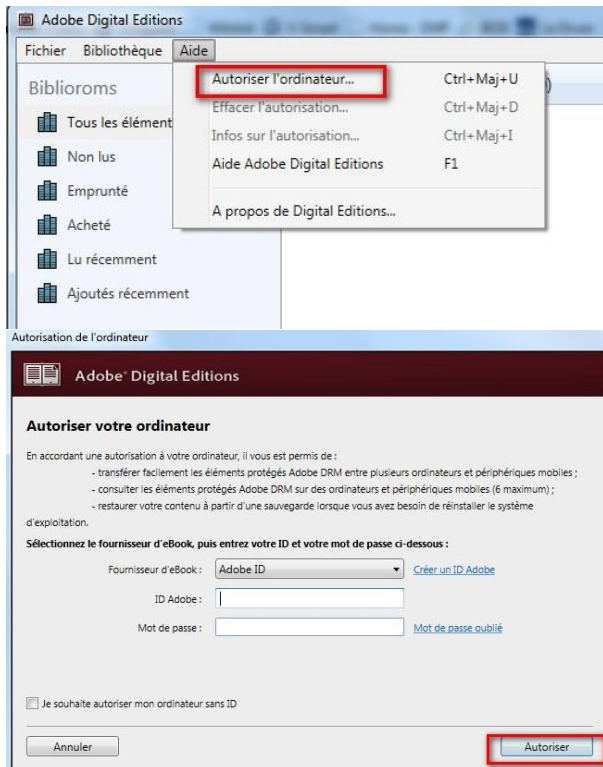 Adobe Digital Editions
Fichier Bibliothèque Aide
Autoriser l'ordinateur... Ctrl+Maj+U
Effacer l'autorisation... Ctrl+Maj+D
Infos sur l'autorisation... Ctrl+Maj+I
Aide Adobe Digital Editions F1
A propos de Digital Editions...
Biblioroms
Tous les élément
Non lus
Emprunté
Acheté
Lu récemment
Ajoutés récemment
Autorisation de l'ordinateur
Adobe® Digital Editions
Autoriser votre ordinateur
En accordant une autorisation à votre ordinateur, il vous est permis de :
- transférer facilement les éléments protégés Adobe DRM entre plusieurs ordinateurs et périphériques mobiles ;
- consulter les éléments protégés Adobe DRM sur des ordinateurs et périphériques mobiles (6 maximum) ;
- restaurer votre contenu à partir d'une sauvegarde lorsque vous avez besoin de réinstaller le système
d'exploitation.
Sélectionnez le fournisseur d'eBook, puis entrez votre ID et votre mot de passe ci-dessous :
Fournisseur d'eBook : Adobe ID Créer un ID Adobe
ID Adobe :
Mot de passe : Mot de passe oublié
Je souhaite autoriser mon ordinateur sans ID
Annuler Autoriser